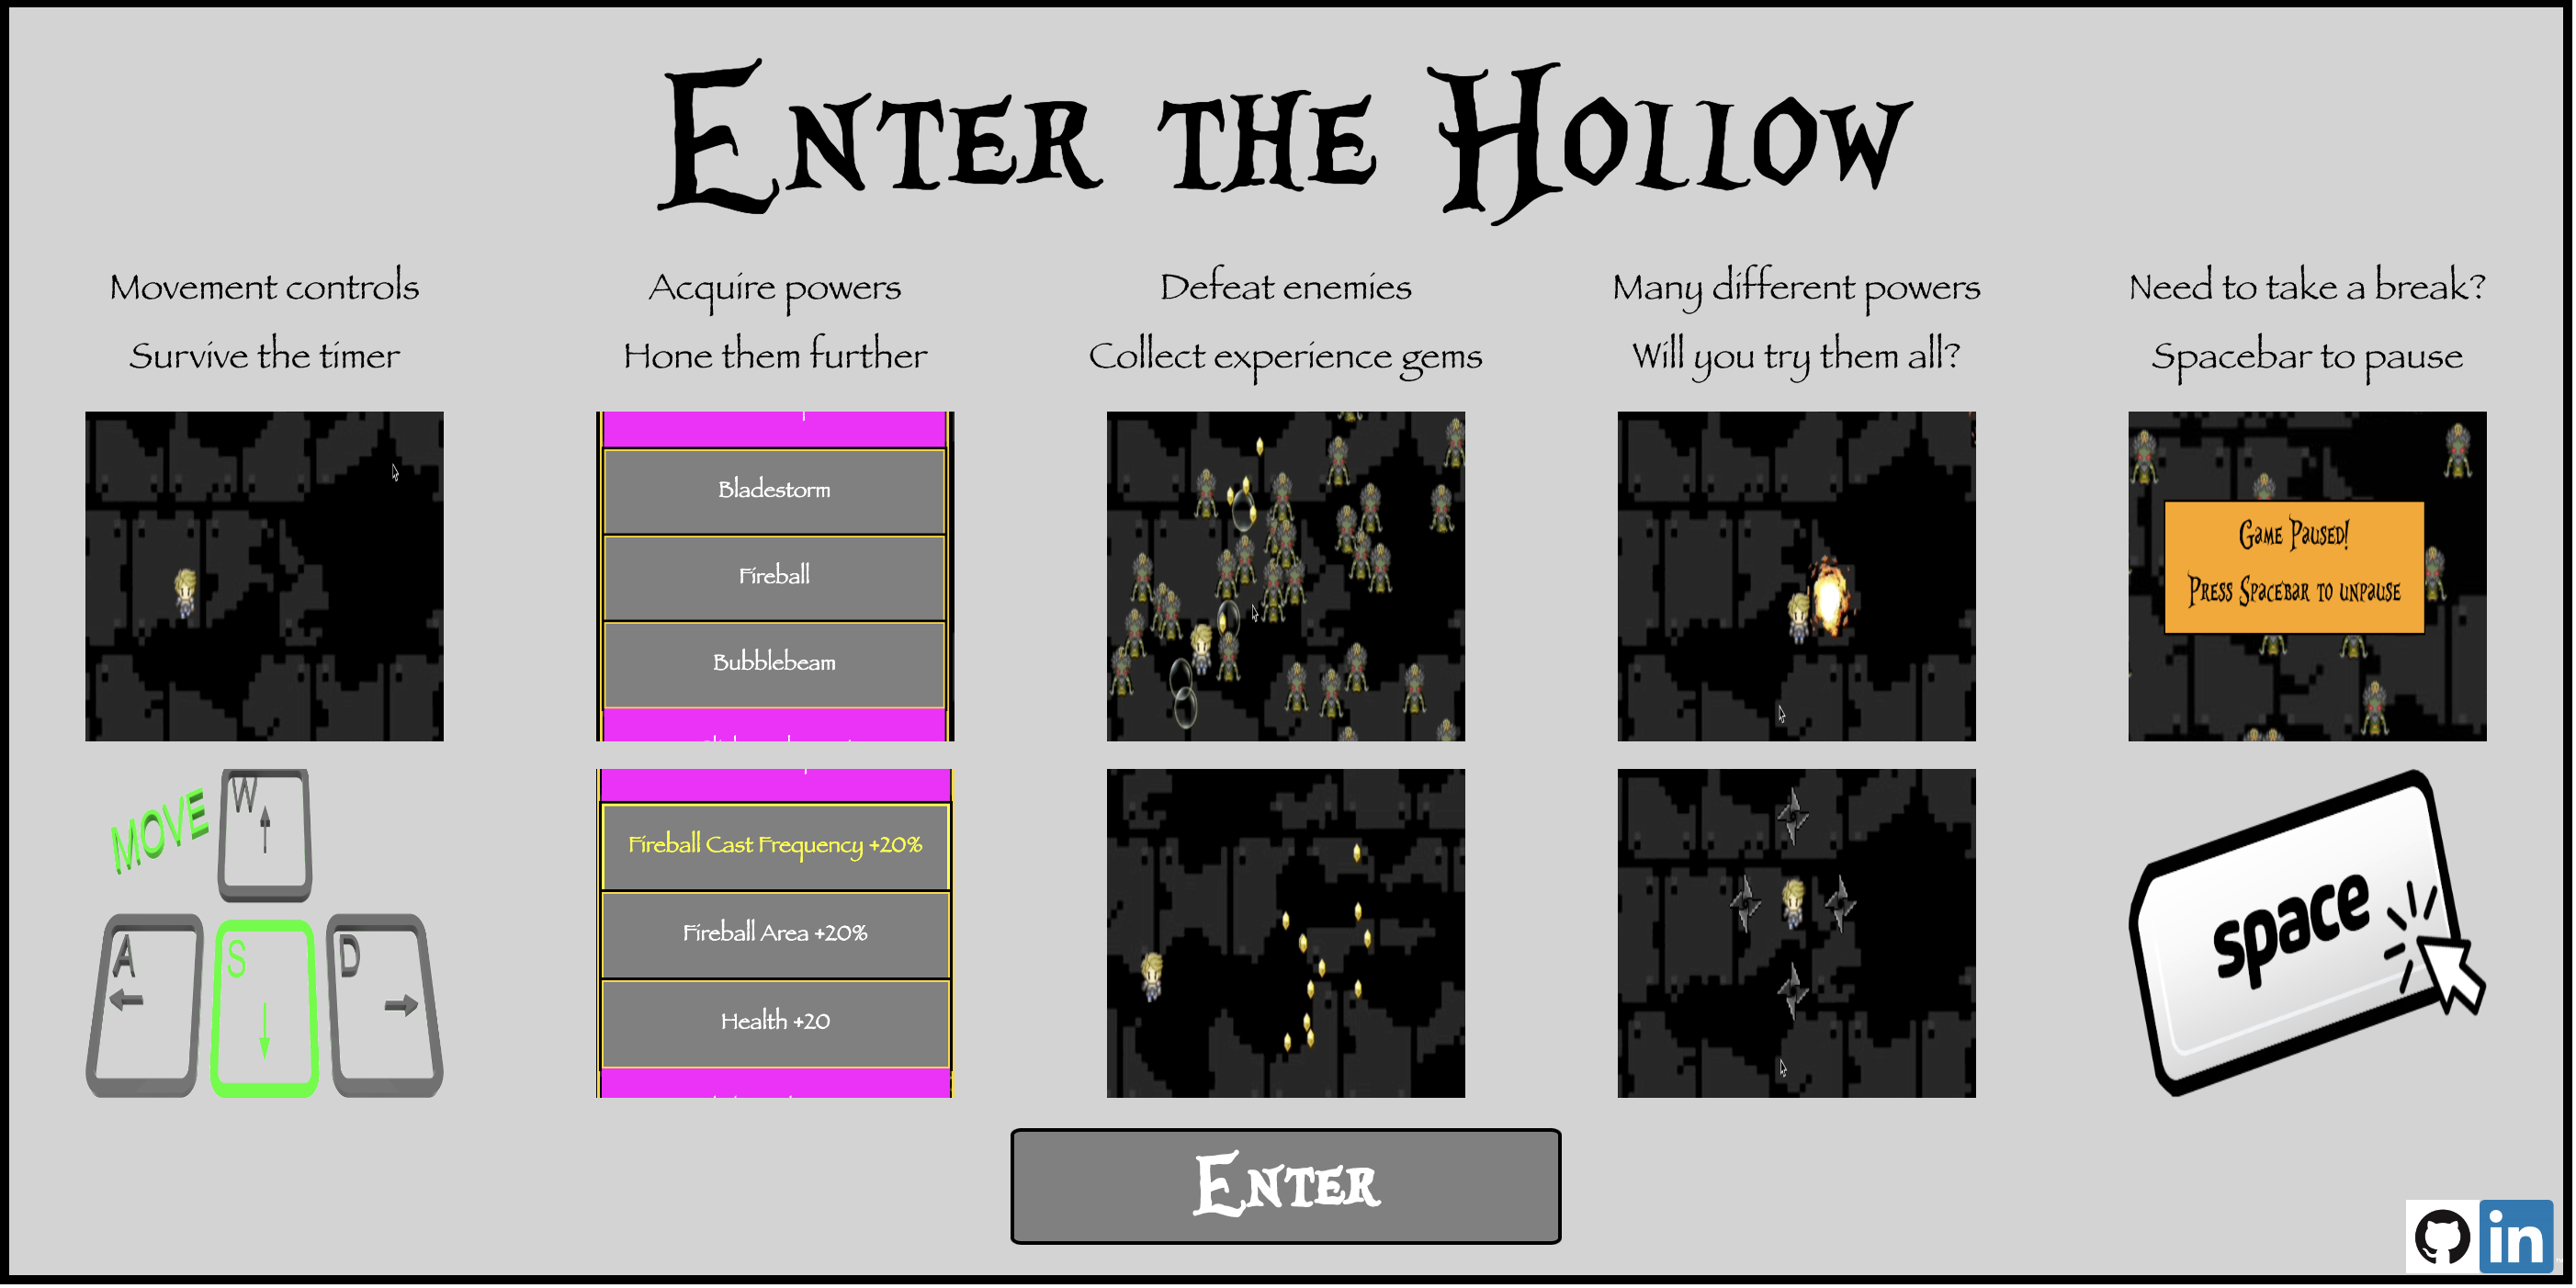 Enter the Hollow
Movement controls
Survive the timer
Acquire powers
Hone them further
Defeat enemies
Collect experience gems
Many different powers
Will you try them all?
Need to take a break?
Spacebar to pause
Bladestorm
Fireball
Bubblebeam
Game Paused!
Press Spacebar to unpause
MOVE
W
A
S
D
Fireball Cast Frequency +20%
Fireball Area +20%
Health +20
space
Enter
in